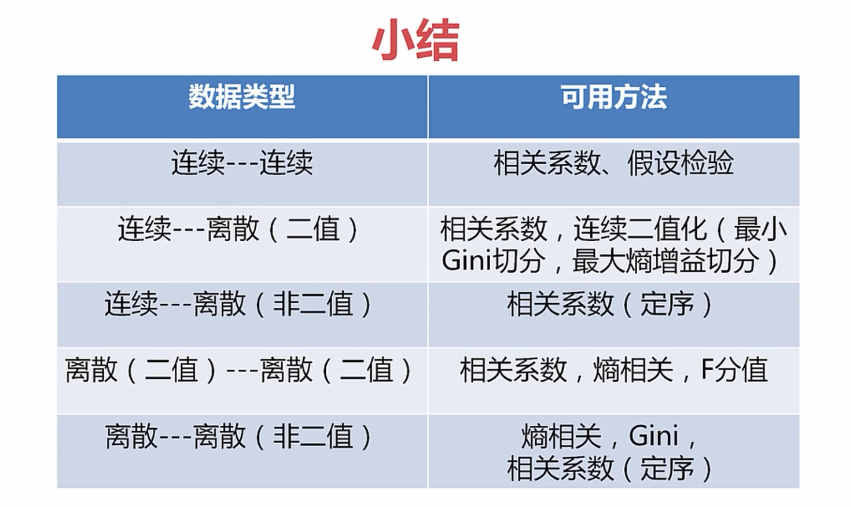 小结
数据类型
可用方法
连续---连续
相关系数、假设检验
连续---离散（二值）
相关系数，连续二值化（最小
Gini切分，最大熵增益切分）
连续---离散（非二值）
相关系数（定序）
离散（二值）---离散（二值）
相关系数，熵相关，F分值
离散---离散（非二值）
熵相关，Gini，
相关系数（定序）